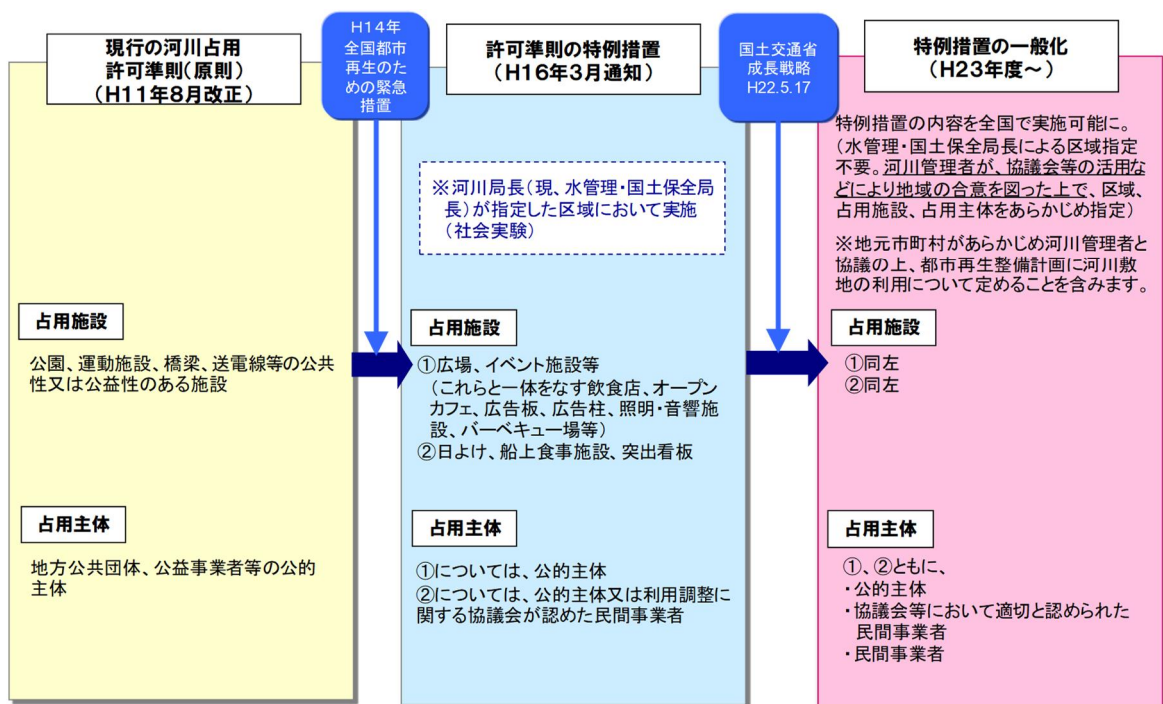 現行の河川占用
許可準則(原則)
(H11年8月改正)
占用施設
公園、運動施設、橋梁、送電線等の公共
性又は公益性のある施設
占用主体
地方公共団体、公益事業者等の公的
主体
H14年
全国都市
再生のた
めの緊急
措置
許可準則の特例措置
(H16年3月通知)
※河川局長(現、水管理・国土保全局
長)が指定した区域において実施
(社会実験)
占用施設
①広場、イベント施設等
(これらと一体をなす飲食店、オープン
カフェ、広告板、広告柱、照明・音響施
設、バーベキュー場等)
②日よけ、船上食事施設、突出看板
占用主体
①については、公的主体
②については、公的主体又は利用調整に
関する協議会が認めた民間事業者
国土交通省
成長戦略
H22.5.17
特例措置の一般化
(H23年度~)
特例措置の内容を全国で実施可能に。
(水管理・国土保全局長による区域指定
不要。河川管理者が、協議会等の活用な
どにより地域の合意を図った上で、区域、
占用施設、占用主体をあらかじめ指定)
※地元市町村があらかじめ河川管理者と
協議の上、都市再生整備計画に河川敷
地の利用について定めることを含みます。
占用施設
①同左
②同左
占用主体
①、②ともに、
・公的主体
・協議会等において適切と認められた
民間事業者
・民間事業者